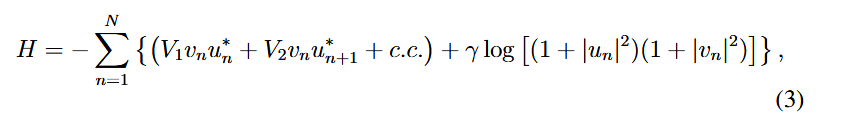 $$H = -\sum_{n=1}^{N} \left\{ \left( V_1 v_n u_n^* + V_2 v_n u_{n+1}^* + c.c. \right) + \gamma \log \left[ (1 + |u_n|^2)(1 + |v_n|^2) \right] \right\},$$
(3)